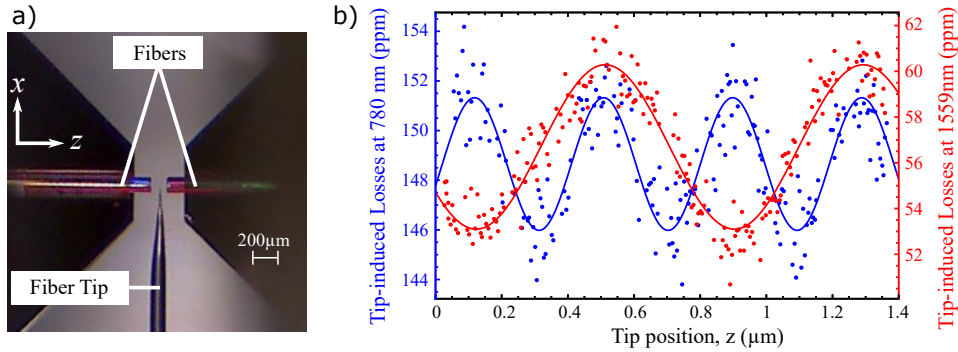 a)
Fibers
x
z
200μm
Fiber Tip
b)
Tip-induced Losses at 780 nm (ppm)
154
152
150
148
146
144
0
0.2
0.4
0.6
0.8
1
1.2
1.4
Tip position, z (μm)
62
60
58
56
54
52
Tip-induced Losses at 1559nm (ppm)